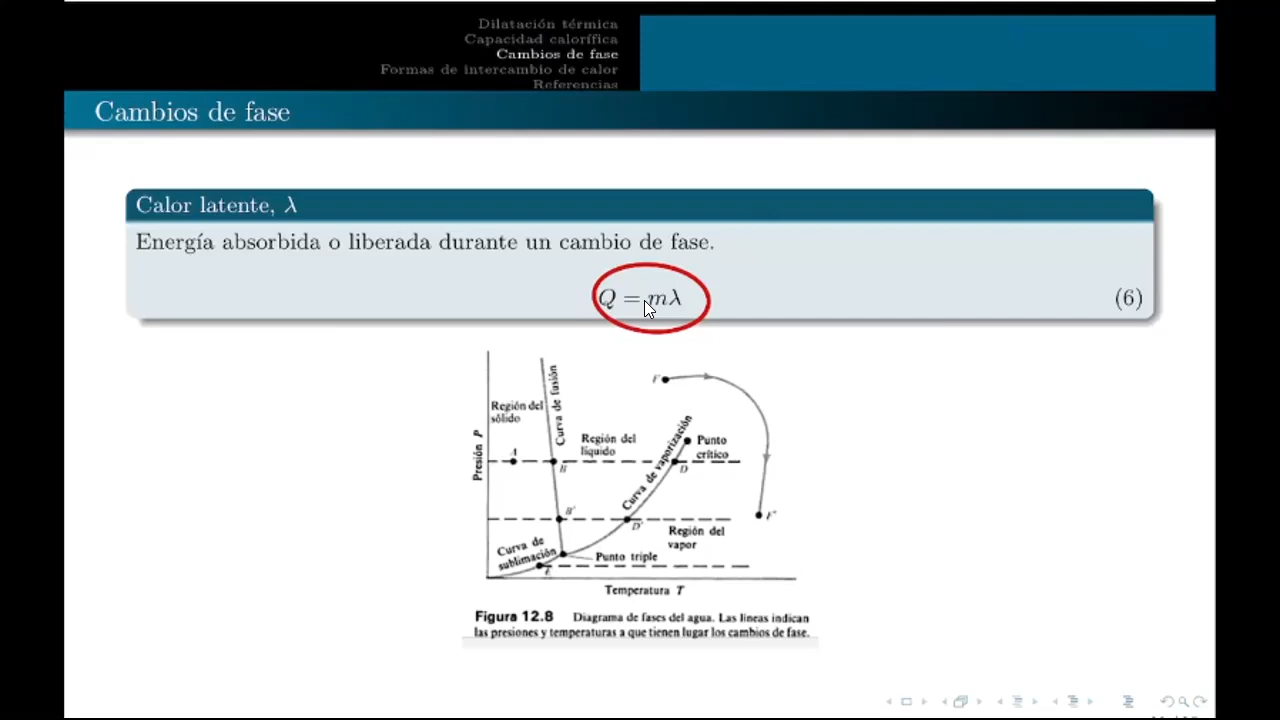 Dilatación térmica
Capacidad calorífica
Cambios de fase
Formas de intercambio de calor
Referencias
Cambios de fase
Calor latente, λ
Energía absorbida o liberada durante un cambio de fase.
Q = mλ
(6)
Presión P
Región del
sólido
Curva de fusión
Región del
líquido
Curva de vaporización
Punto
crítico
F
A
B
D
B'
D'
F'
Región del
vapor
Curva de
sublimación
Punto triple
E
Temperatura T
Figura 12.8 Diagrama de fases del agua. Las líneas indican
las presiones y temperaturas a que tienen lugar los cambios de fase.